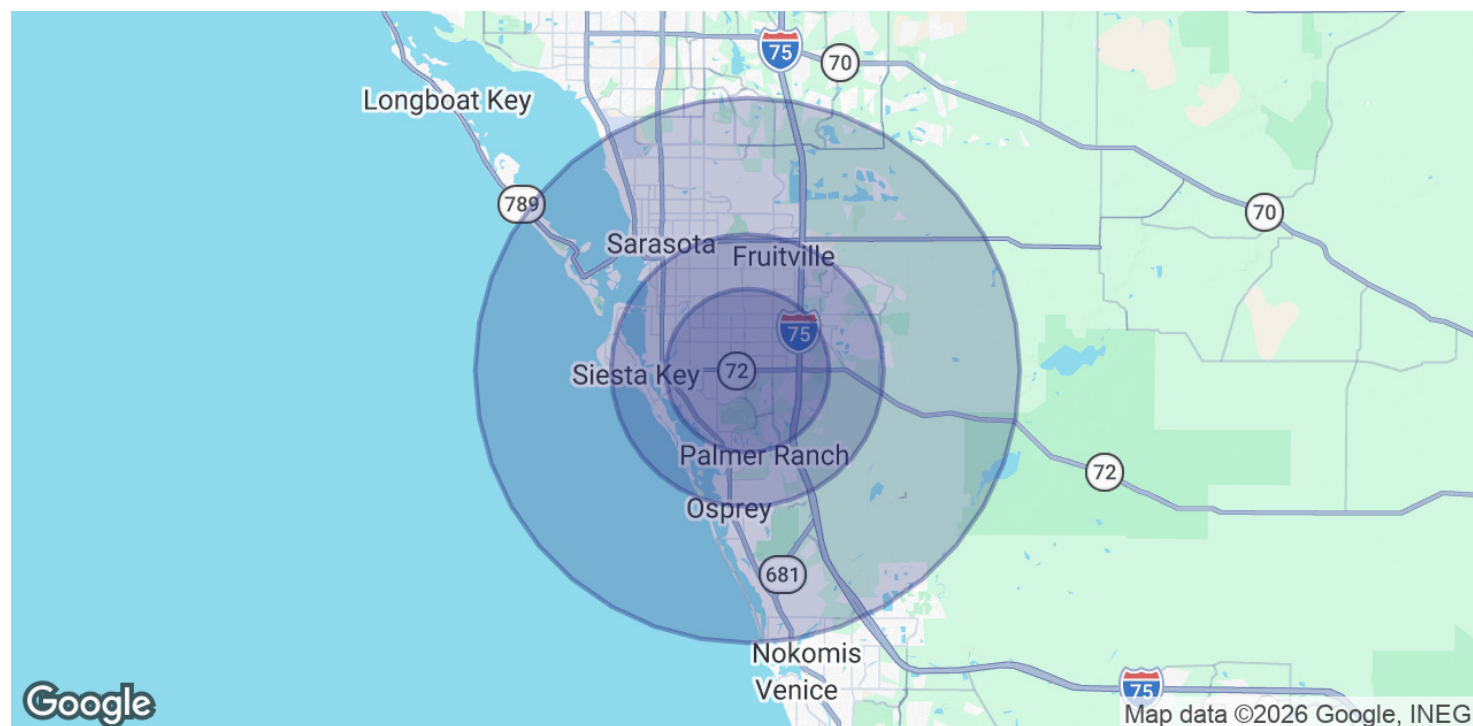 75
70
Longboat Key
789
70
Sarasota
Fruitville
75
Siesta Key
72
Palmer Ranch
72
Osprey
681
Nokomis
Venice
75
Google
Map data ©2026 Google, INEG